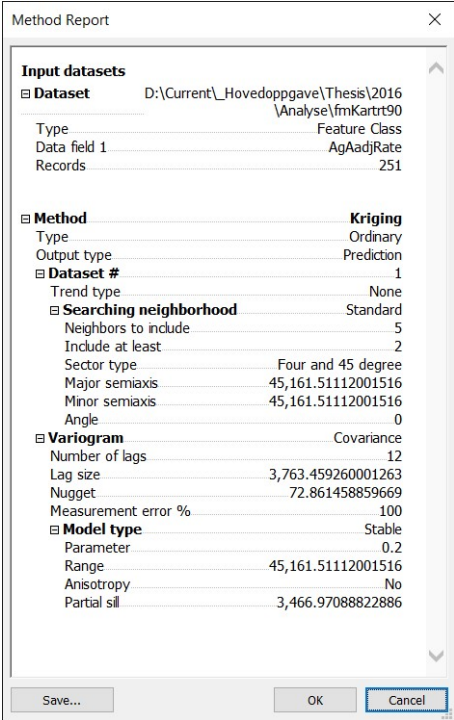 Method Report
Input datasets
Dataset D:\Current\_Hovedoppgave\Thesis\2016
\Analyse\fmKartrt90
Type Feature Class
Data field 1 AgAadjRate
Records 251
Method Kriging
Type Ordinary
Output type Prediction
Dataset # 1
Trend type None
Searching neighborhood Standard
Neighbors to include 5
Include at least 2
Sector type Four and 45 degree
Major semiaxis 45,161.51112001516
Minor semiaxis 45,161.51112001516
Angle 0
Variogram Covariance
Number of lags 12
Lag size 3,763.459260001263
Nugget 72.861458859669
Measurement error % 100
Model type Stable
Parameter 0.2
Range 45,161.51112001516
Anisotropy No
Partial sill 3,466.97088822886
Save... OK Cancel